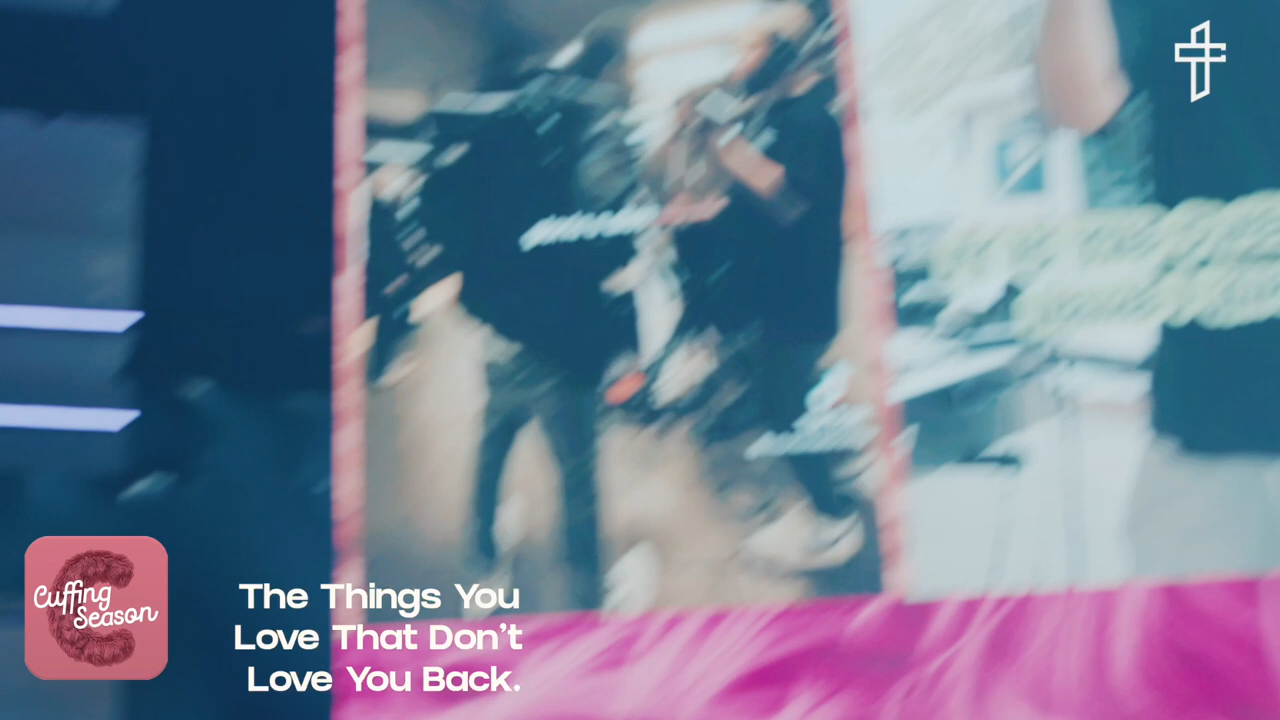 Cuffing
Season
The Things You
Love That Don't
Love You Back.